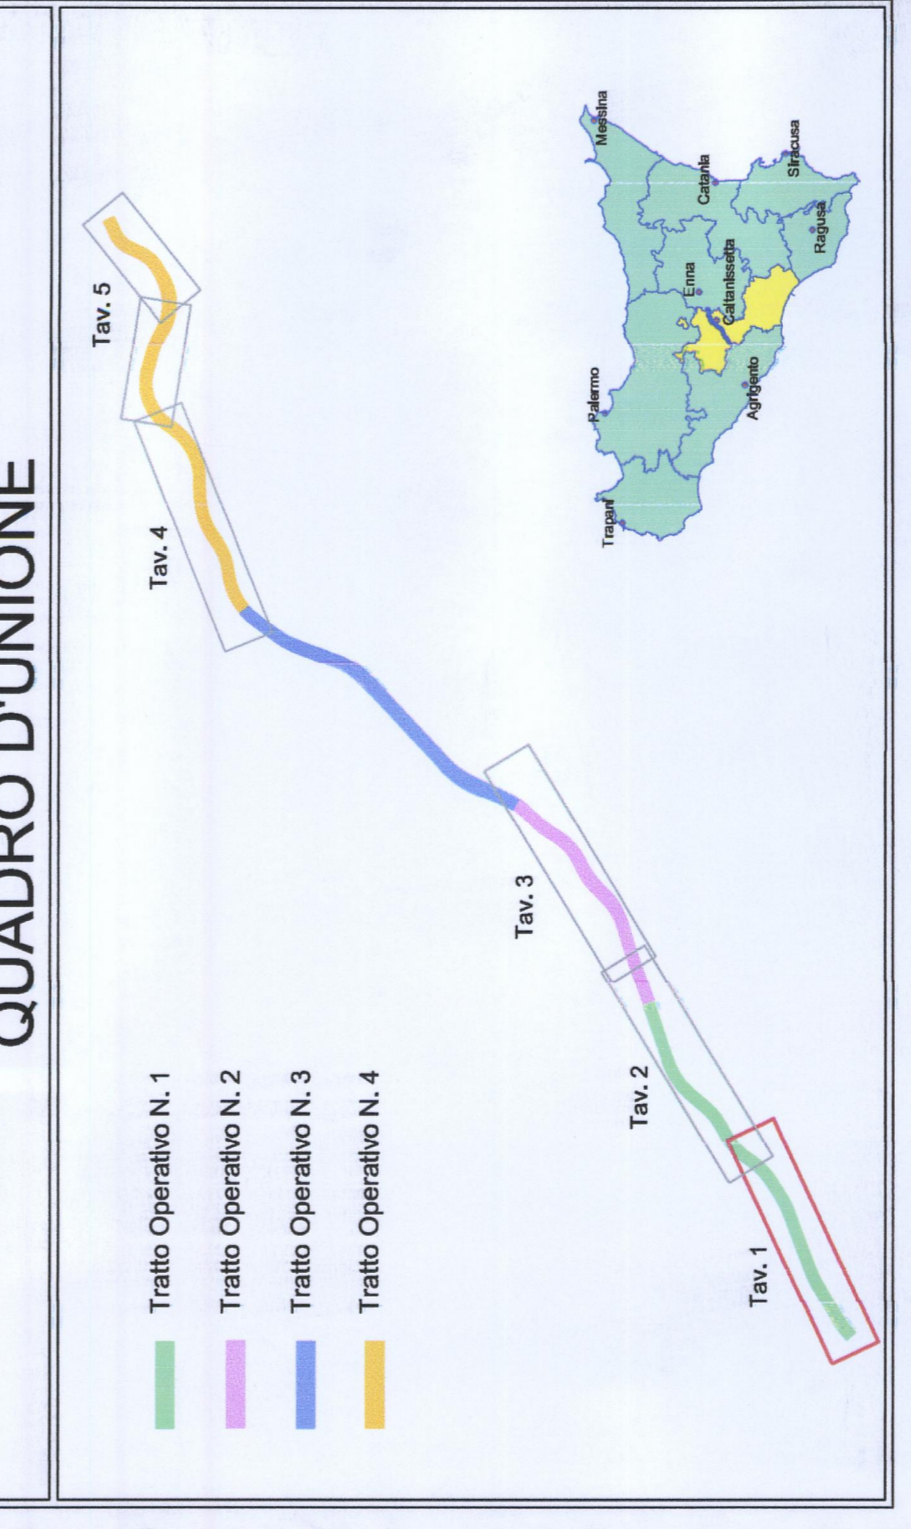 QUADRO D'UNIONE
Tratto Operativo N. 1
Tratto Operativo N. 2
Tratto Operativo N. 3
Tratto Operativo N. 4
Tav. 1
Tav. 2
Tav. 3
Tav. 4
Tav. 5
Trapani
Palermo
Messina
Enna
Catania
Caltanissetta
Agrigento
Siracusa
Ragusa